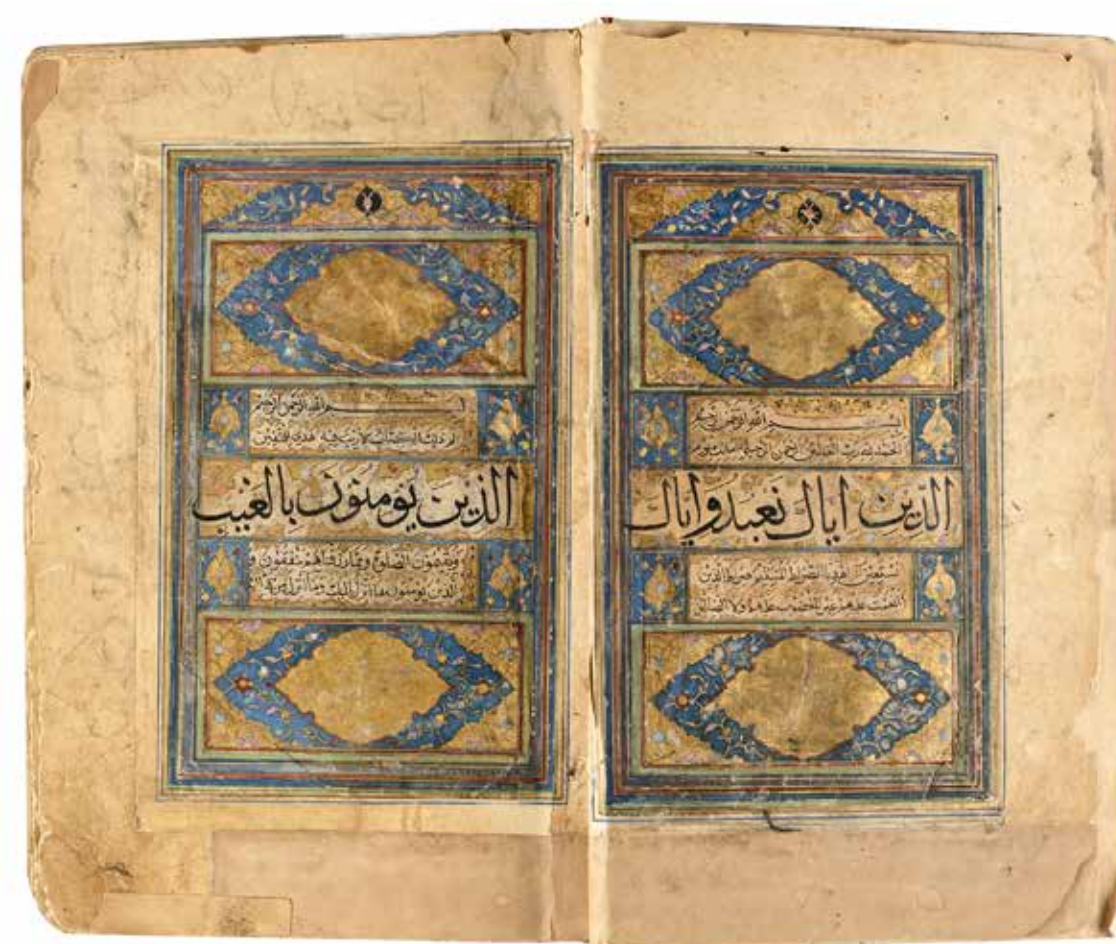 بسم الله الرحمن الرحيم
الحمد لله رب العلمين الرحمن الرحيم ملك يوم
الدين اياك نعبد واياك
نستعين اهدنا الصراط المستقيم صراط الذين
انعمت عليهم غير المغضوب عليهم ولا الضالين
بسم الله الرحمن الرحيم
الم ذلك الكتاب لا ريب فيه هدى للمتقين
الذين يومنون بالغيب
ويقيمون الصلوة ومما رزقناهم ينفقون و
الذين يومنون بما انزل اليك وما انزل من قبلك